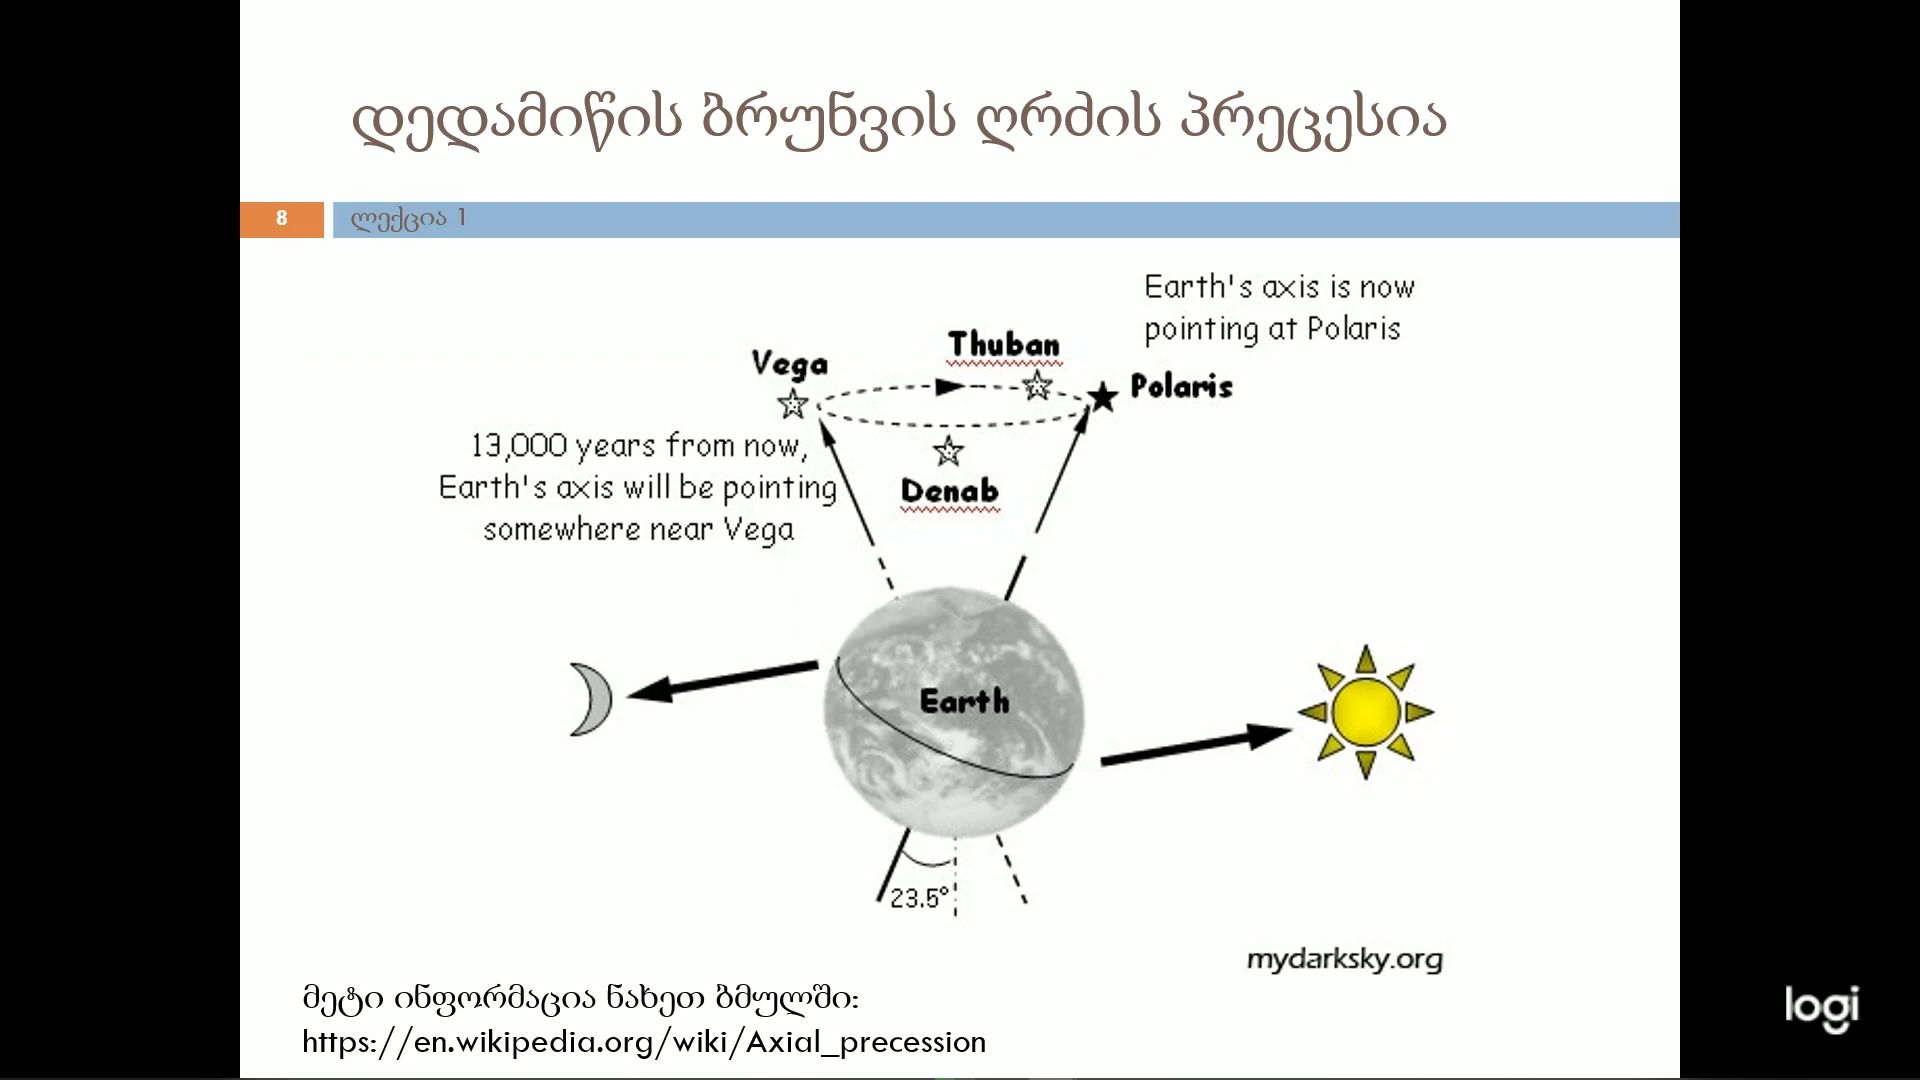 დედამიწის ბრუნვის ღრძის პრეცესია
8
ლექცია 1
Earth's axis is now
pointing at Polaris
Thuban
Vega
Polaris
13,000 years from now,
Earth's axis will be pointing
somewhere near Vega
Denab
Earth
23.5°
mydarksky.org
მეტი ინფორმაცია ნახეთ ბმულში:
https://en.wikipedia.org/wiki/Axial_precession
logi